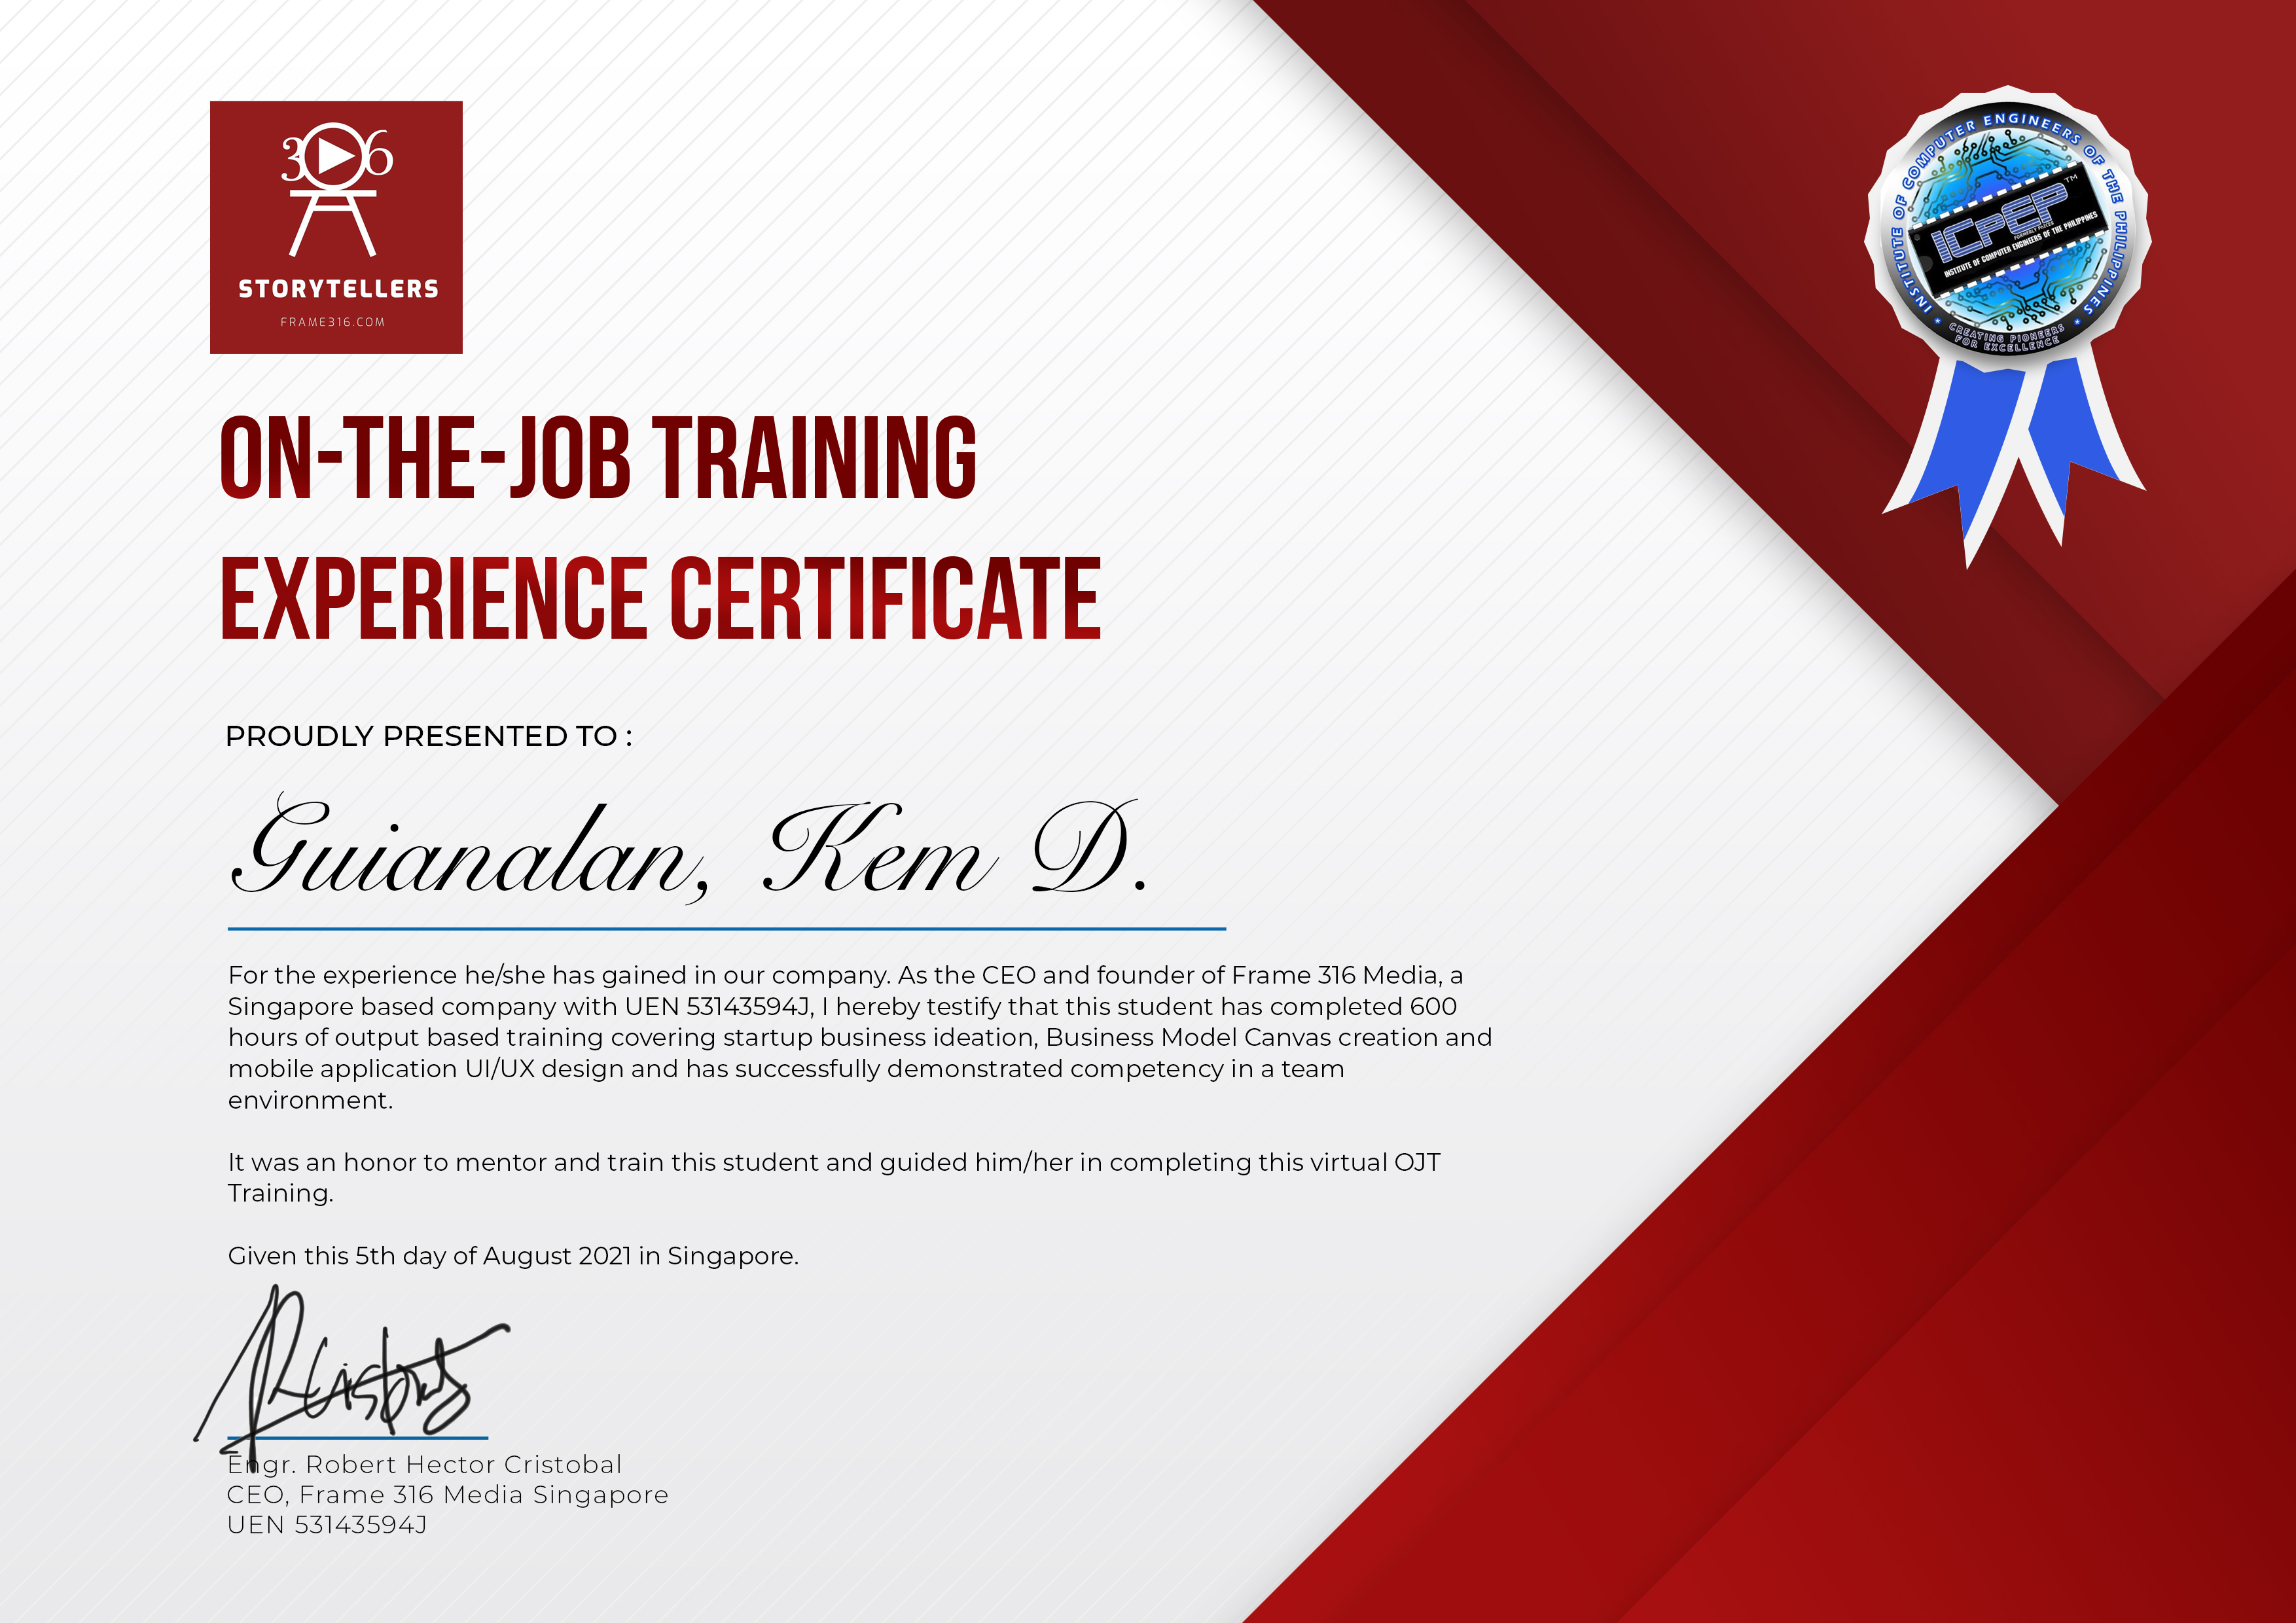 316
STORYTELLERS
FRAME316.COM
INSTITUTE OF COMPUTER ENGINEERS OF THE PHILIPPINES
ICPEP™
FORMERLY PHICES
INSTITUTE OF COMPUTER ENGINEERS OF THE PHILIPPINES
CREATING PIONEERS
FOR EXCELLENCE
ON-THE-JOB TRAINING
EXPERIENCE CERTIFICATE
PROUDLY PRESENTED TO :
Guianalan, Kem D.
For the experience he/she has gained in our company. As the CEO and founder of Frame 316 Media, a
Singapore based company with UEN 53143594J, I hereby testify that this student has completed 600
hours of output based training covering startup business ideation, Business Model Canvas creation and
mobile application UI/UX design and has successfully demonstrated competency in a team
environment.
It was an honor to mentor and train this student and guided him/her in completing this virtual OJT
Training.
Given this 5th day of August 2021 in Singapore.
Engr. Robert Hector Cristobal
CEO, Frame 316 Media Singapore
UEN 53143594J